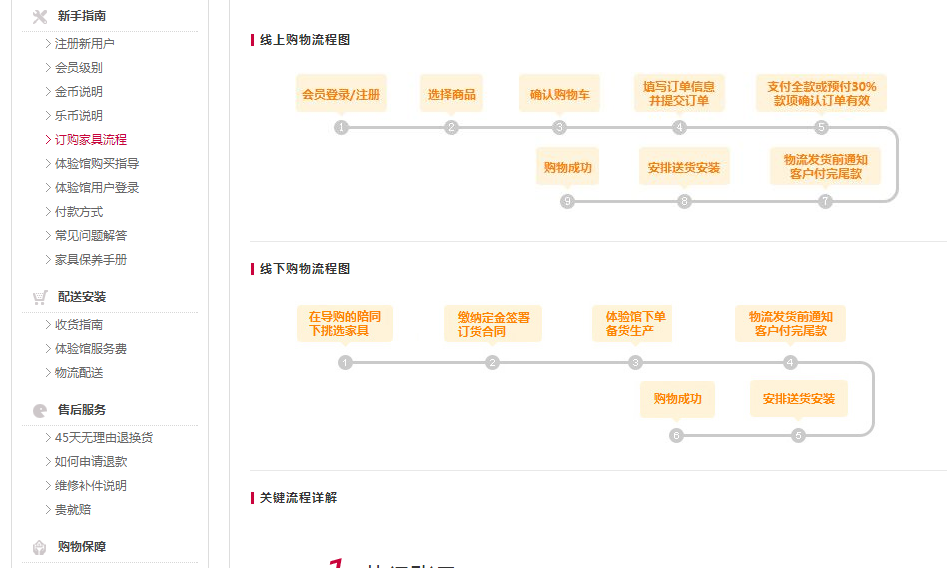 新手指南
注册新用户
会员级别
金币说明
乐币说明
订购家具流程
体验馆购买指导
体验馆用户登录
付款方式
常见问题解答
家具保养手册
配送安装
收货指南
体验馆服务费
物流配送
售后服务
45天无理由退换货
如何申请退款
维修补件说明
贵就赔
购物保障
线上购物流程图
会员登录/注册
选择商品
确认购物车
填写订单信息
并提交订单
支付全款或预付30%
款项确认订单有效
1
2
3
4
5
购物成功
安排送货安装
物流发货前通知
客户付完尾款
9
8
7
线下购物流程图
在导购的陪同
下挑选家具
缴纳定金签署
订货合同
体验馆下单
备货生产
物流发货前通知
客户付完尾款
1
2
3
4
购物成功
安排送货安装
关键流程详解